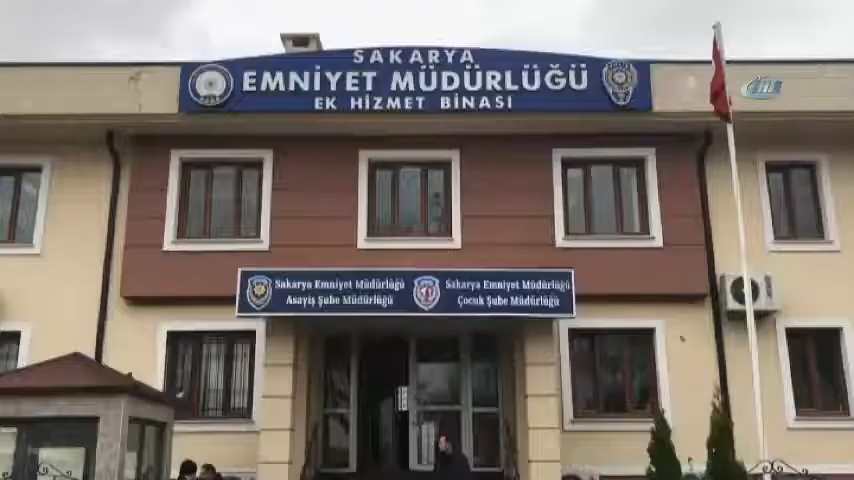 SAKARYA
EMNİYET MÜDÜRLÜĞÜ
EK HİZMET BİNASI
Sakarya Emniyet Müdürlüğü
Asayiş Şube Müdürlüğü
Sakarya Emniyet Müdürlüğü
Çocuk Şube Müdürlüğü